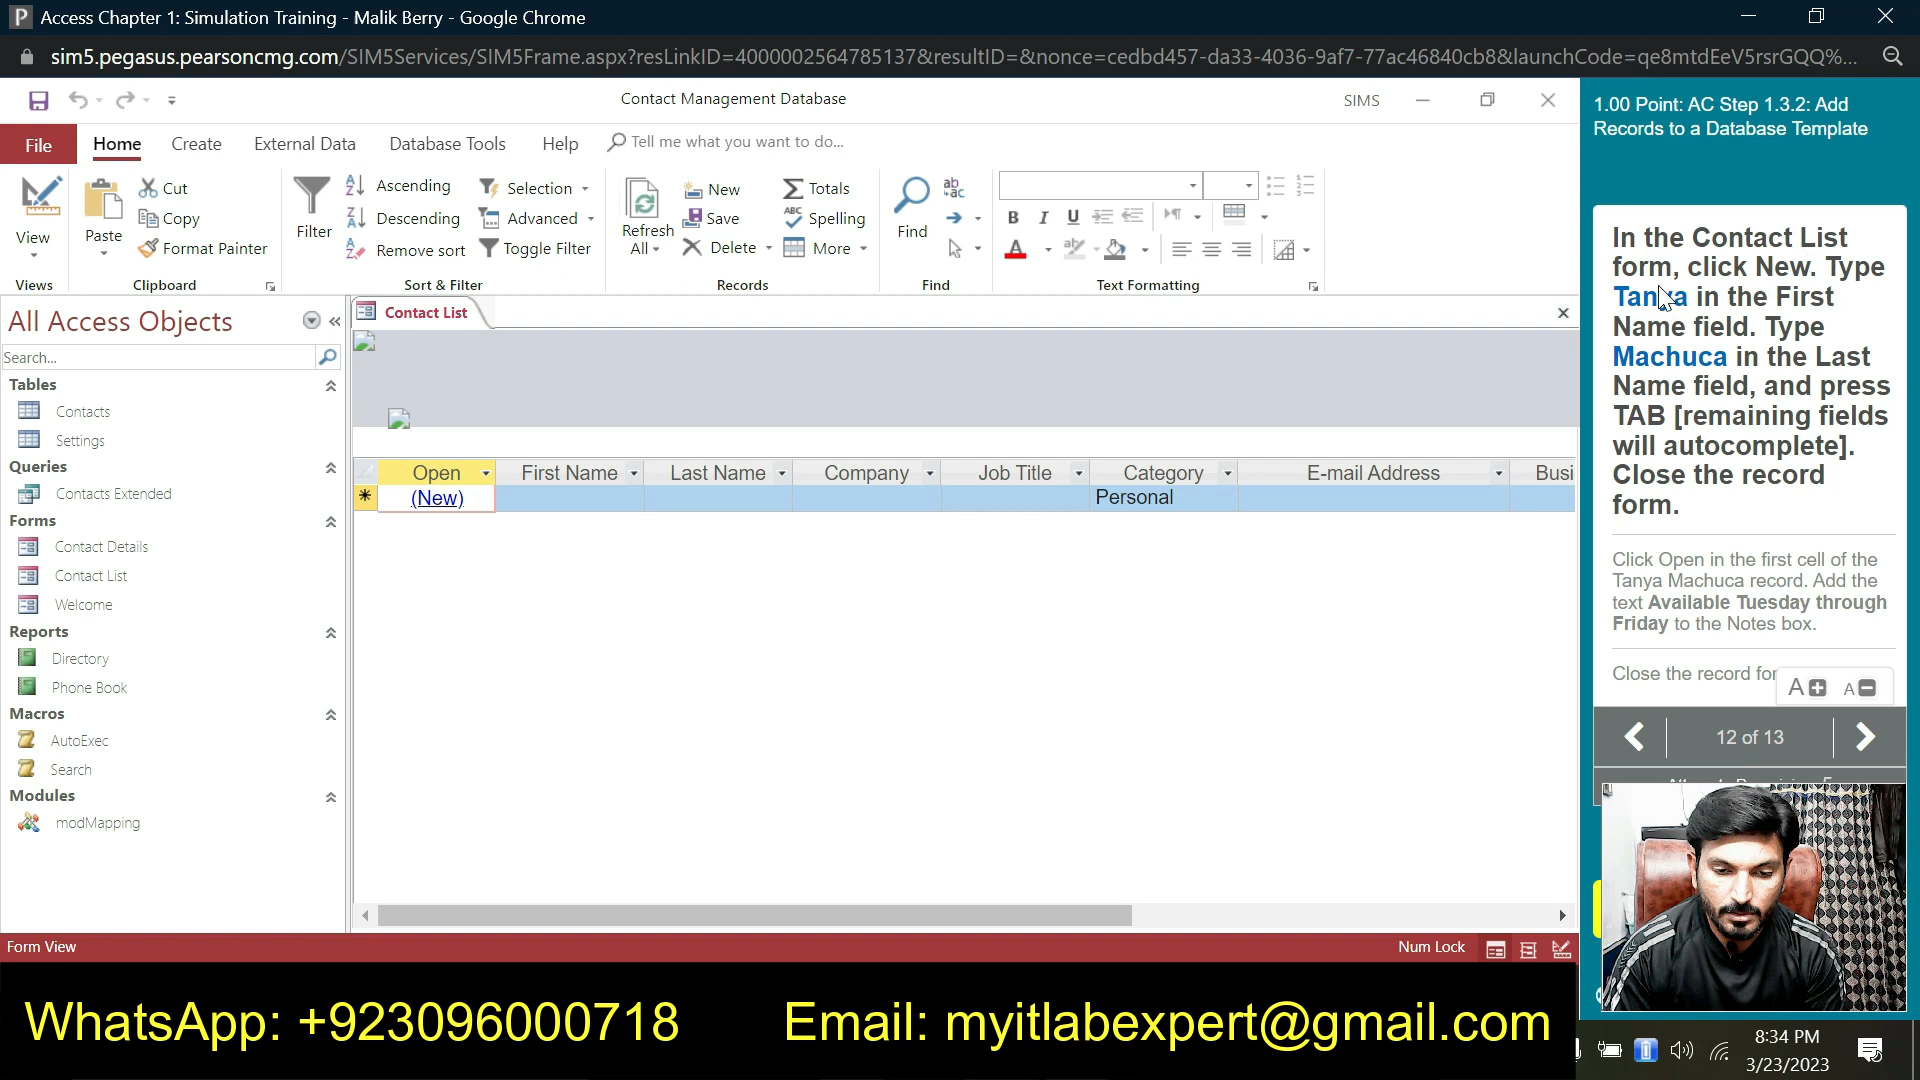 Access Chapter 1: Simulation Training - Malik Berry - Google Chrome
sim5.pegasus.pearsoncmg.com/SIM5Services/SIM5Frame.aspx?resLinkID=4000002564785137&resultID=&nonce=cedbd457-da33-4036-9af7-77ac46840cb8&launchCode=qe8mtdEeV5rsrGQQ%...
Contact Management Database
SIMS
File
Home
Create
External Data
Database Tools
Help
Tell me what you want to do...
View
Views
Paste
Cut
Copy
Format Painter
Clipboard
Filter
Ascending
Descending
Remove sort
Selection
Advanced
Toggle Filter
Sort & Filter
Refresh
All
New
Save
Delete
Totals
Spelling
More
Records
Find
Find
B I U
Text Formatting
All Access Objects
Search...
Tables
Contacts
Settings
Queries
Contacts Extended
Forms
Contact Details
Contact List
Welcome
Reports
Directory
Phone Book
Macros
AutoExec
Search
Modules
modMapping
Contact List
Open First Name Last Name Company Job Title Category E-mail Address Busi
(New) Personal
Form View
Num Lock
1.00 Point: AC Step 1.3.2: Add
Records to a Database Template
In the Contact List
form, click New. Type
Tanya in the First
Name field. Type
Machuca in the Last
Name field, and press
TAB [remaining fields
will autocomplete].
Close the record
form.
Click Open in the first cell of the
Tanya Machuca record. Add the
text Available Tuesday through
Friday to the Notes box.
Close the record for
A A
12 of 13
WhatsApp: +923096000718
Email: myitlabexpert@gmail.com
8:34 PM
3/23/2023